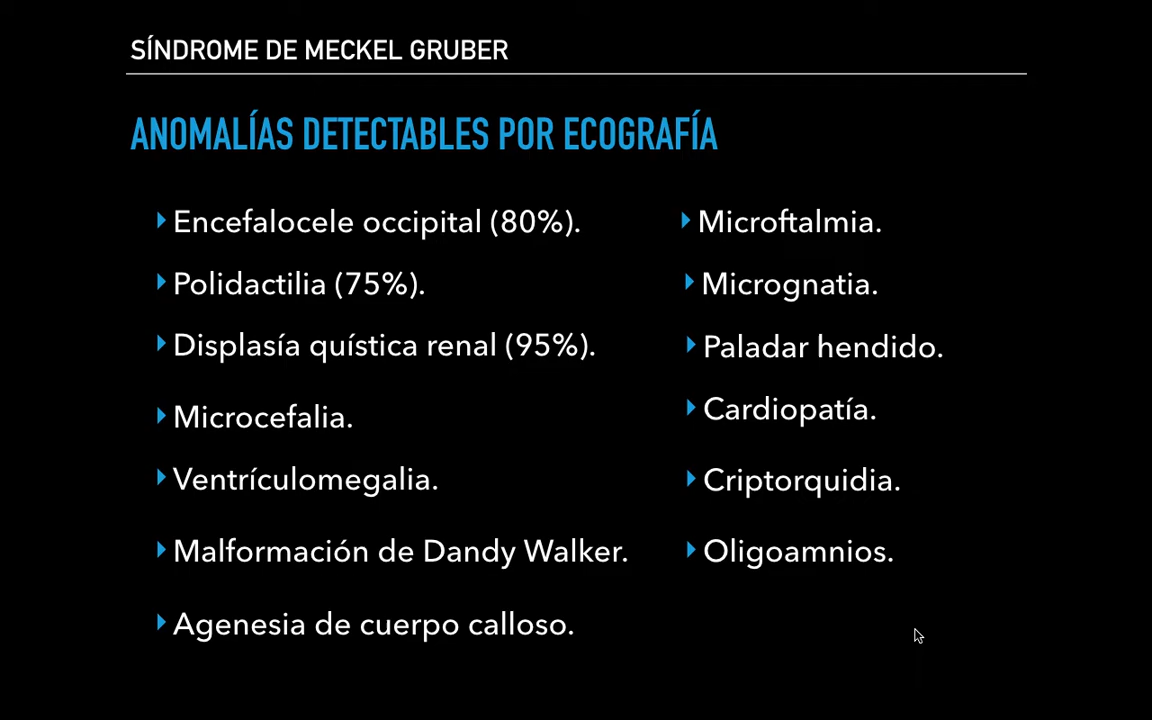 SÍNDROME DE MECKEL GRUBER
ANOMALÍAS DETECTABLES POR ECOGRAFÍA
Encefalocele occipital (80%).
Polidactilia (75%).
Displasía quística renal (95%).
Microcefalia.
Ventrículomegalia.
Malformación de Dandy Walker.
Agenesia de cuerpo calloso.
Microftalmia.
Micrognatia.
Paladar hendido.
Cardiopatía.
Criptorquidia.
Oligoamnios.